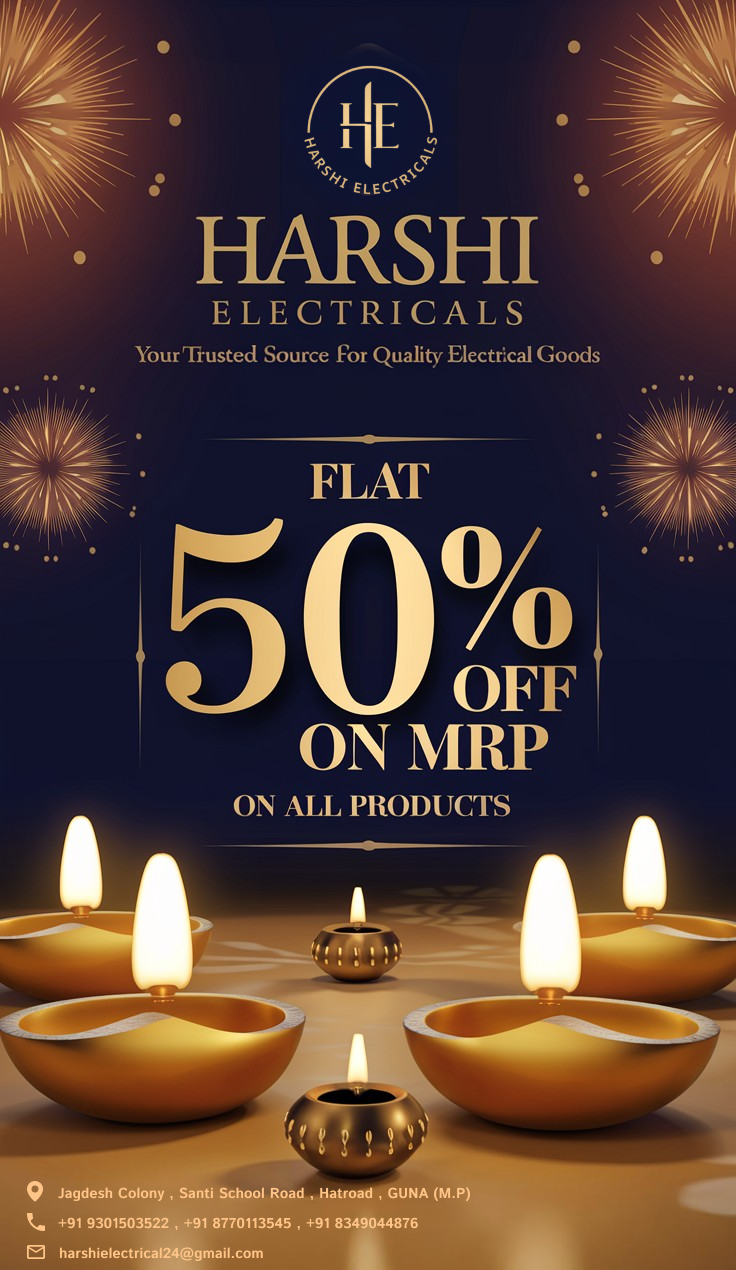 HE
HARSHI ELECTRICALS
HARSHI
ELECTRICALS
Your Trusted Source For Quality Electrical Goods
FLAT
50%
OFF
ON MRP
ON ALL PRODUCTS
Jagdesh Colony , Santi School Road , Hatroad , GUNA (M.P)
+91 9301503522 , +91 8770113545 , +91 8349044876
harshielectrical24@gmail.com